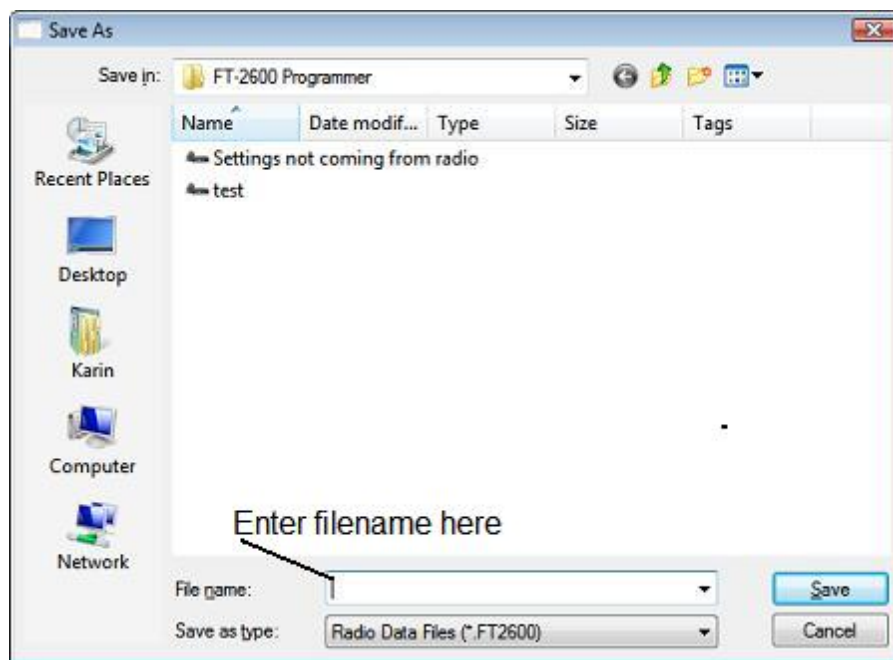 Save As
Save in:
FT-2600 Programmer
Name
Date modif...
Type
Size
Tags
Settings not coming from radio
test
Recent Places
Desktop
Karin
Computer
Network
Enter filename here
File name:
Save
Save as type:
Radio Data Files (*.FT2600)
Cancel